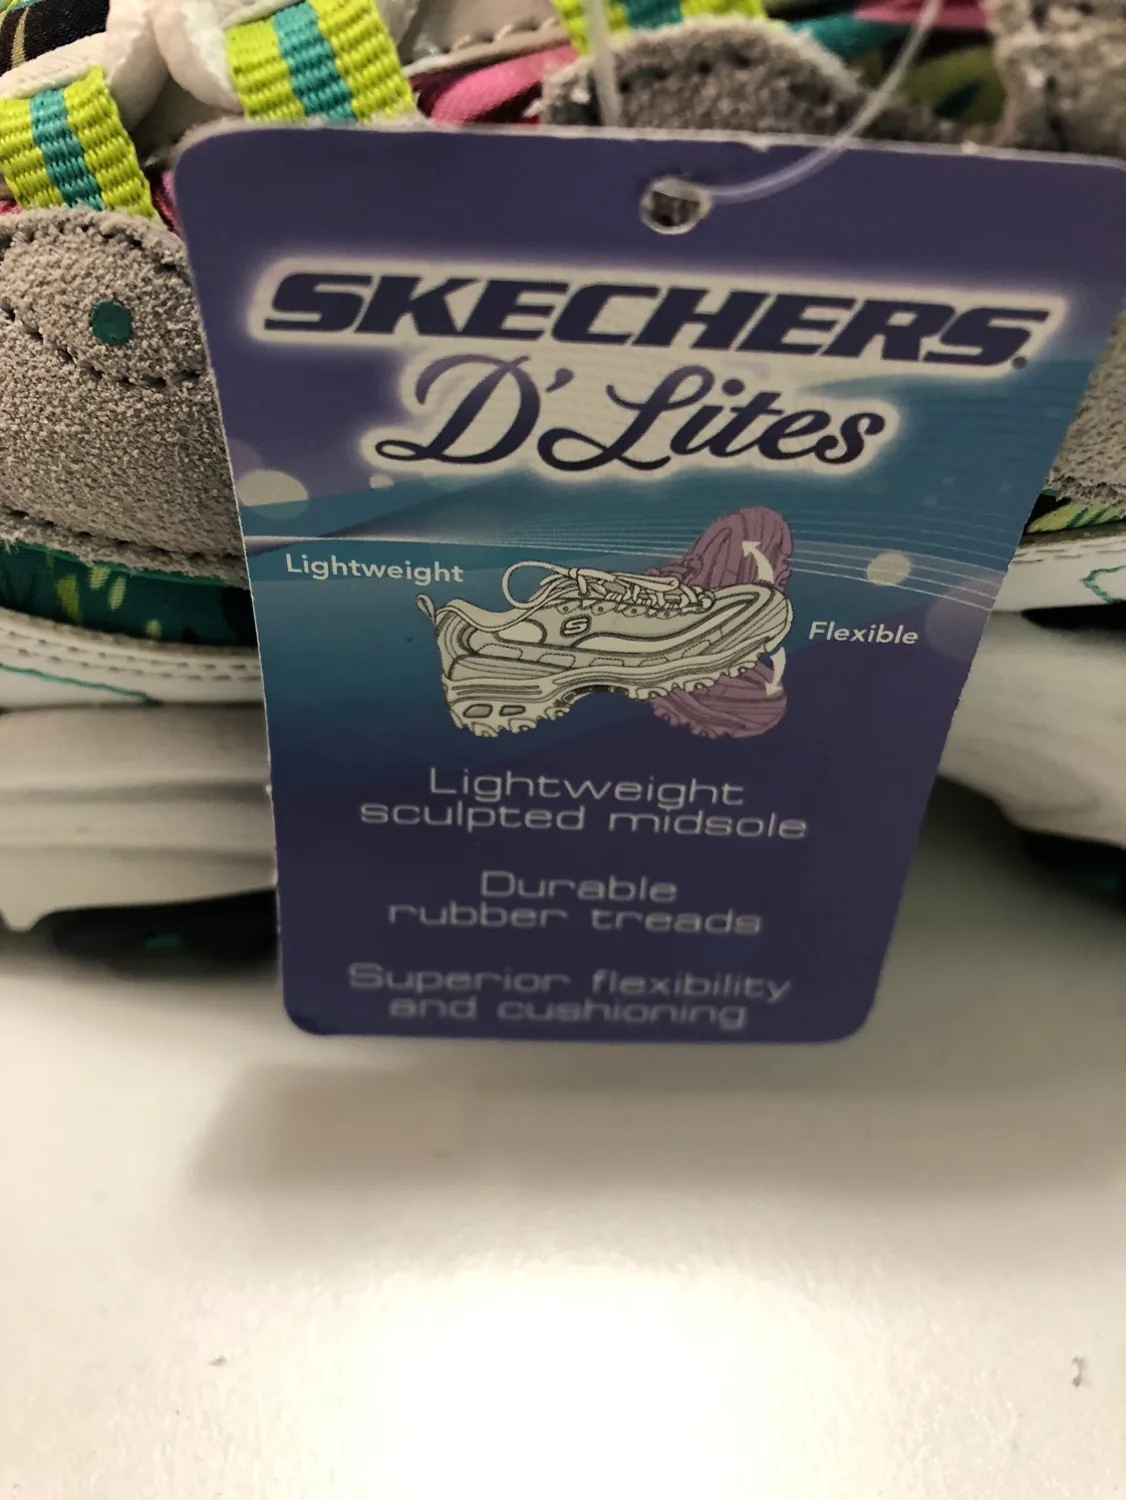 SKECHERS
D'Lites
Lightweight
Flexible
Lightweight
sculpted midsole
Durable
rubber treads
Superior flexibility
and cushioning